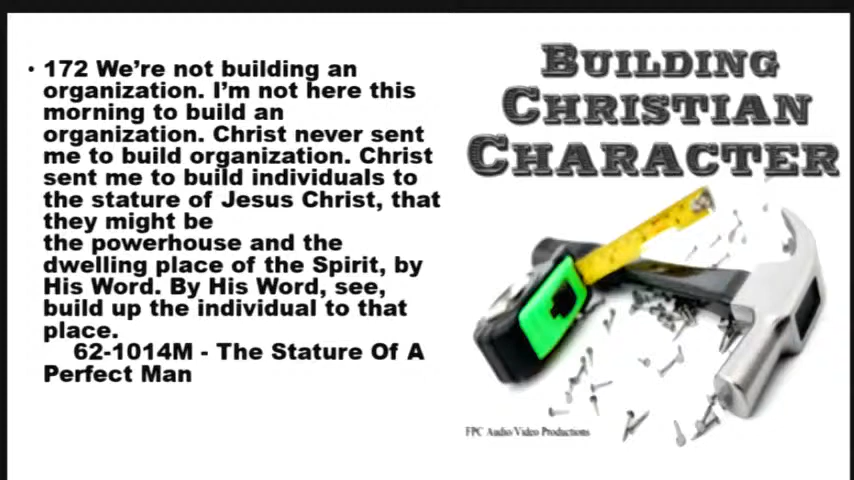 • 172 We’re not building an
organization. I’m not here this
morning to build an
organization. Christ never sent
me to build organization. Christ
sent me to build individuals to
the stature of Jesus Christ, that
they might be
the powerhouse and the
dwelling place of the Spirit, by
His Word. By His Word, see,
build up the individual to that
place.
62-1014M - The Stature Of A
Perfect Man
BUILDING
CHRISTIAN
CHARACTER
FPC Audio/Video Productions